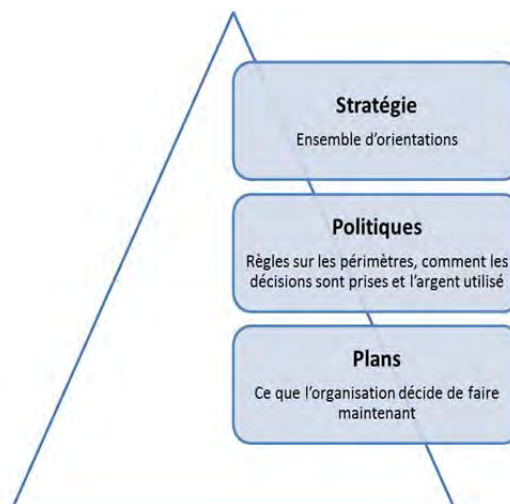 Stratégie
Ensemble d’orientations
Politiques
Règles sur les périmètres, comment les
décisions sont prises et l’argent utilisé
Plans
Ce que l’organisation décide de faire
maintenant